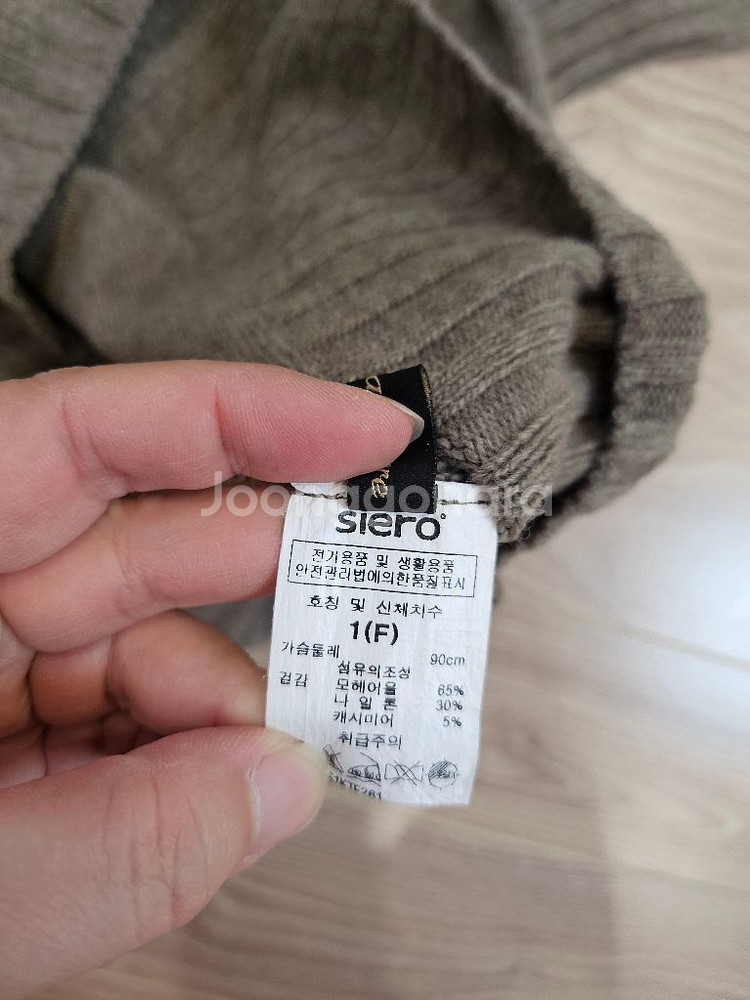 Joonggonara
siero
전기용품 및 생활용품
안전관리법에의한품질표시
호칭 및 신체치수
1(F)
가슴둘레 90cm
섬유의조성
겉감 모헤어울 65%
나 일 론 30%
캐시미어 5%
취급주의